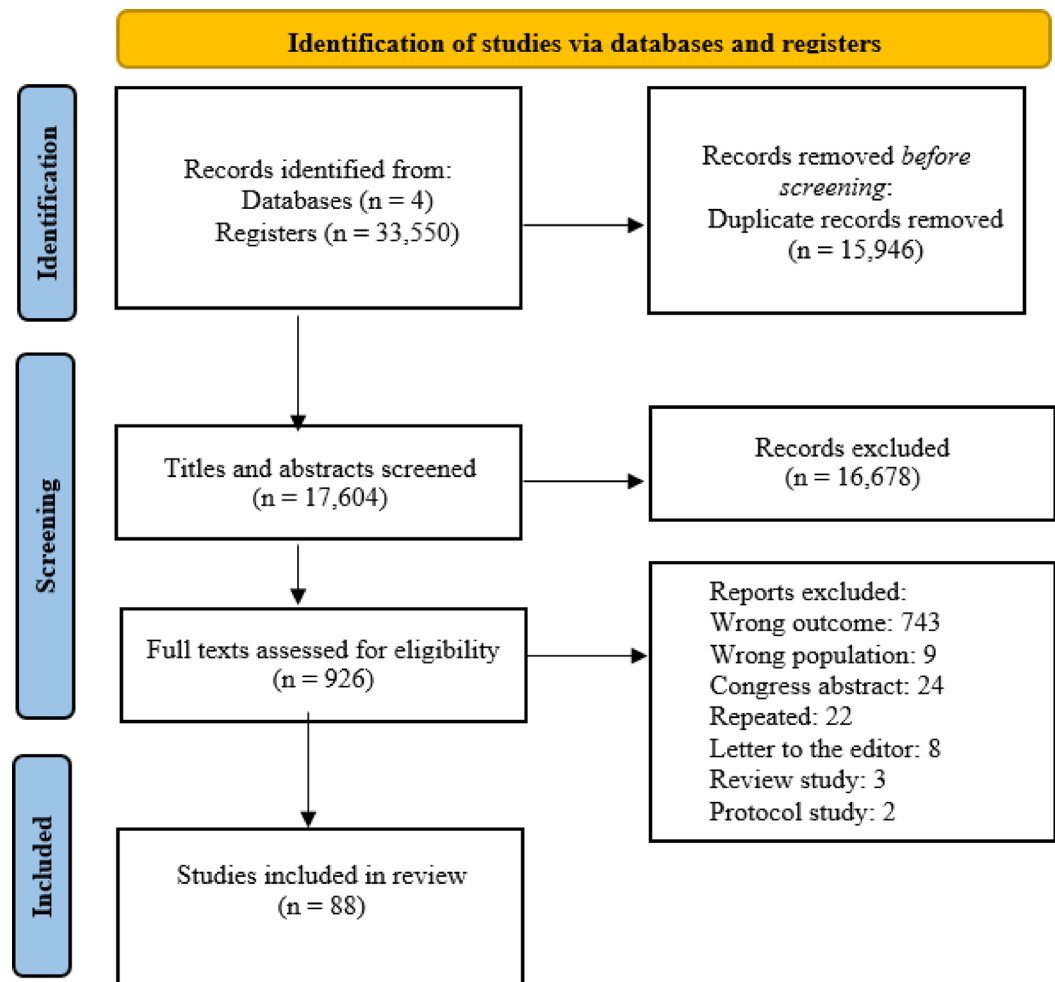 Identification of studies via databases and registers
Identification
Records identified from:
Databases (n = 4)
Registers (n = 33,550)
Records removed before
screening:
Duplicate records removed
(n = 15,946)
Screening
Titles and abstracts screened
(n = 17,604)
Records excluded
(n = 16,678)
Full texts assessed for eligibility
(n = 926)
Reports excluded:
Wrong outcome: 743
Wrong population: 9
Congress abstract: 24
Repeated: 22
Letter to the editor: 8
Review study: 3
Protocol study: 2
Included
Studies included in review
(n = 88)